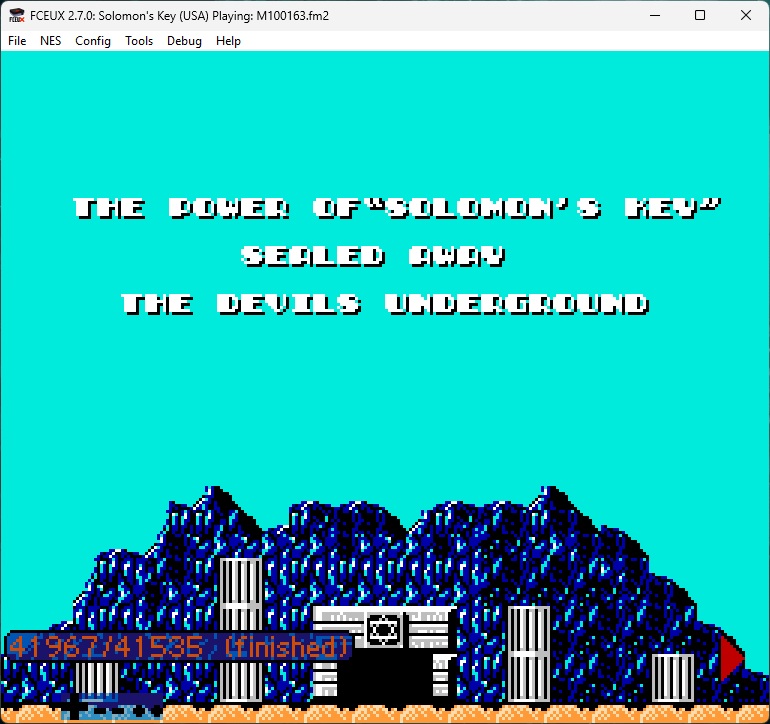 FCEUX 2.7.0: Solomon's Key (USA) Playing: M100163.fm2
File NES Config Tools Debug Help
THE POWER OF“SOLOMON'S KEY”
SEALED AWAY
THE DEVILS UNDERGROUND
41967/41535 (finished)